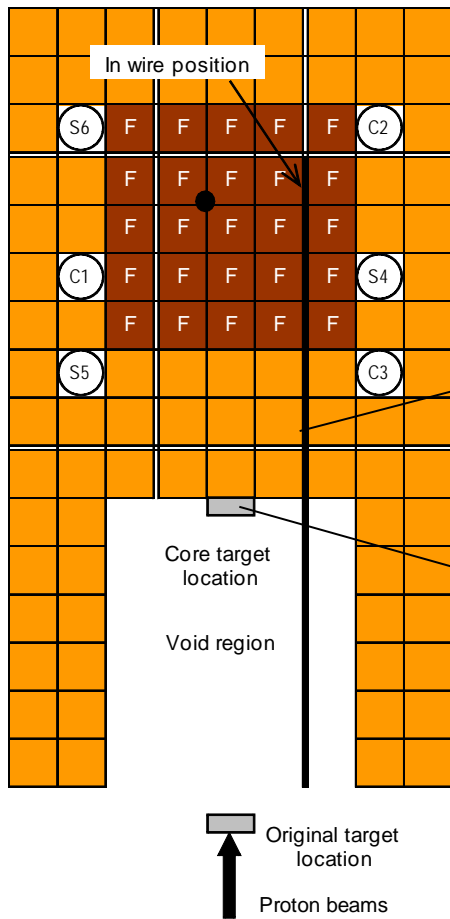 In wire position
S6 F F F F F C2
F F F F F
F F F F F
C1 F F F F F S4
F F F F F
S5 C3
Core target
location
Void region
Original target
location
Proton beams